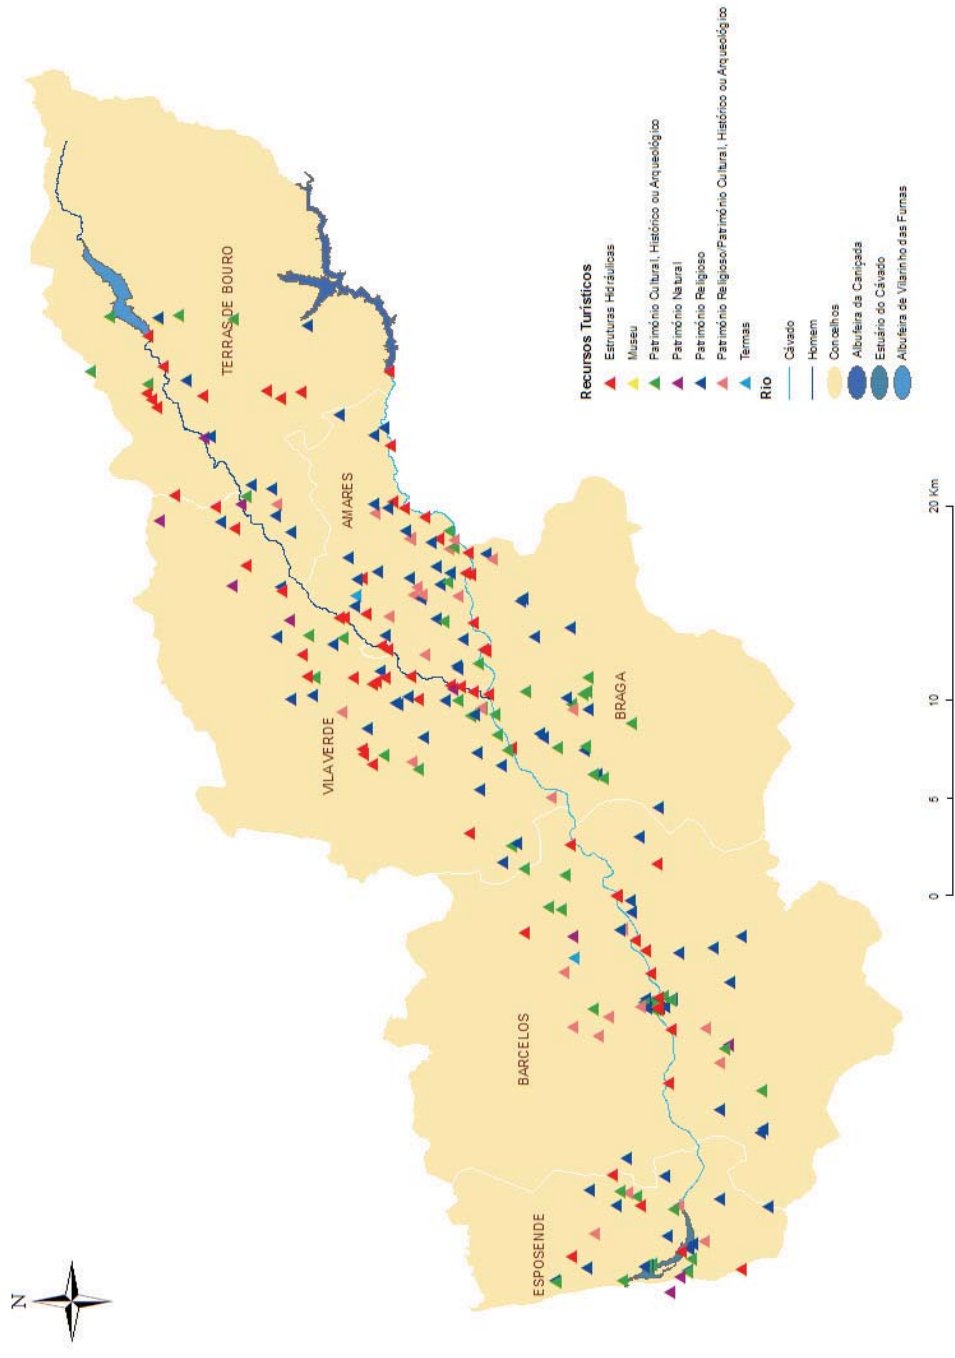 N
TERRAS DE BOURO
AMARES
VILA VERDE
BRAGA
BARCELOS
ESPOSENDE
Recursos Turísticos
Estruturas Hidráulicas
Museu
Património Cultural, Histórico ou Arqueológico
Património Natural
Património Religioso
Património Religioso/Património Cultural, Histórico ou Arqueológico
Termas
Rio
Cávado
Homem
Concelhos
Albufeira da Caniçada
Estuário do Cávado
Albufeira de Vilarinho das Furnas
0 5 10 20 Km